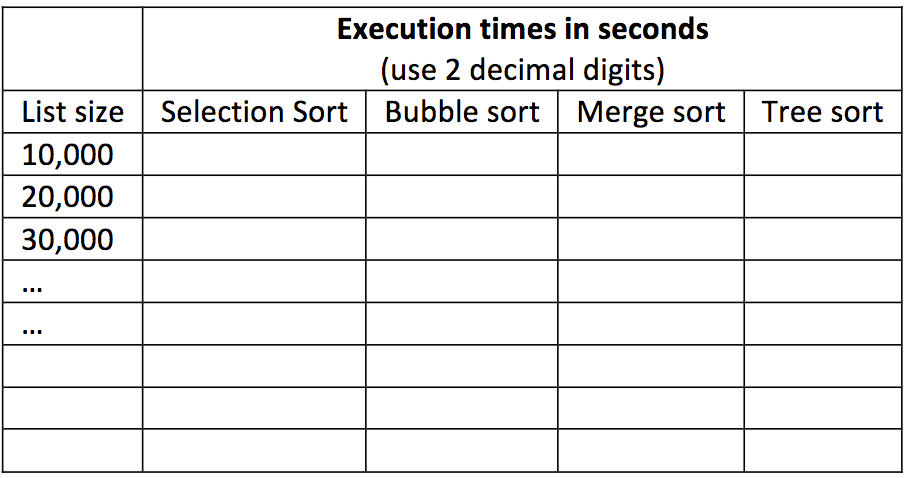 Execution times in seconds
(use 2 decimal digits)
List size Selection Sort Bubble sort Merge sort Tree sort
10,000
20,000
30,000
...
...